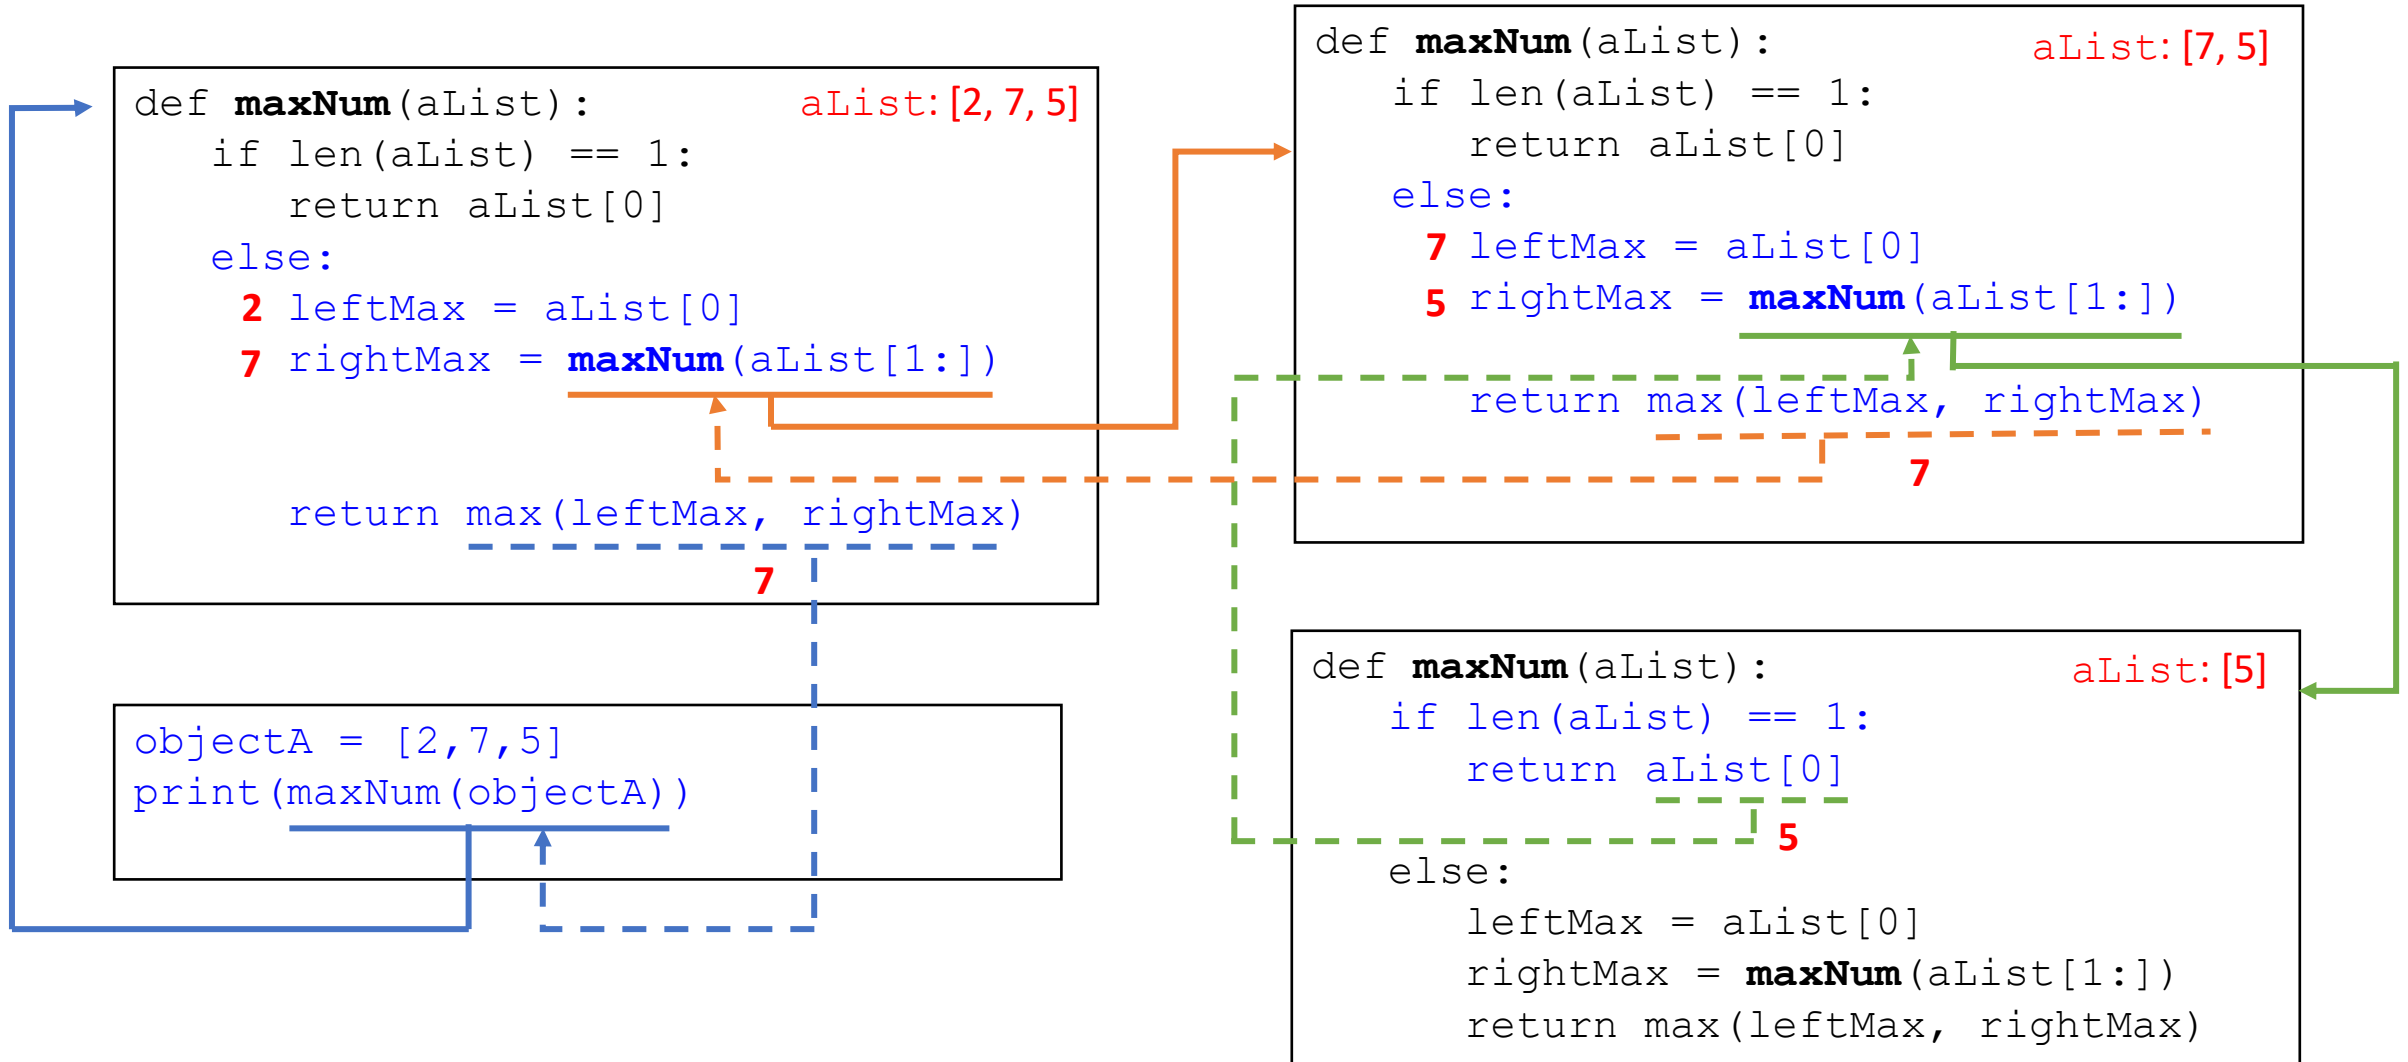 def maxNum(aList): aList: [2, 7, 5]
if len(aList) == 1:
return aList[0]
else:
2 leftMax = aList[0]
7 rightMax = maxNum(aList[1:])
return max(leftMax, rightMax)
7
objectA = [2,7,5]
print(maxNum(objectA))
def maxNum(aList): aList: [7, 5]
if len(aList) == 1:
return aList[0]
else:
7 leftMax = aList[0]
5 rightMax = maxNum(aList[1:])
return max(leftMax, rightMax)
7
def maxNum(aList): aList: [5]
if len(aList) == 1:
return aList[0]
5
else:
leftMax = aList[0]
rightMax = maxNum(aList[1:])
return max(leftMax, rightMax)